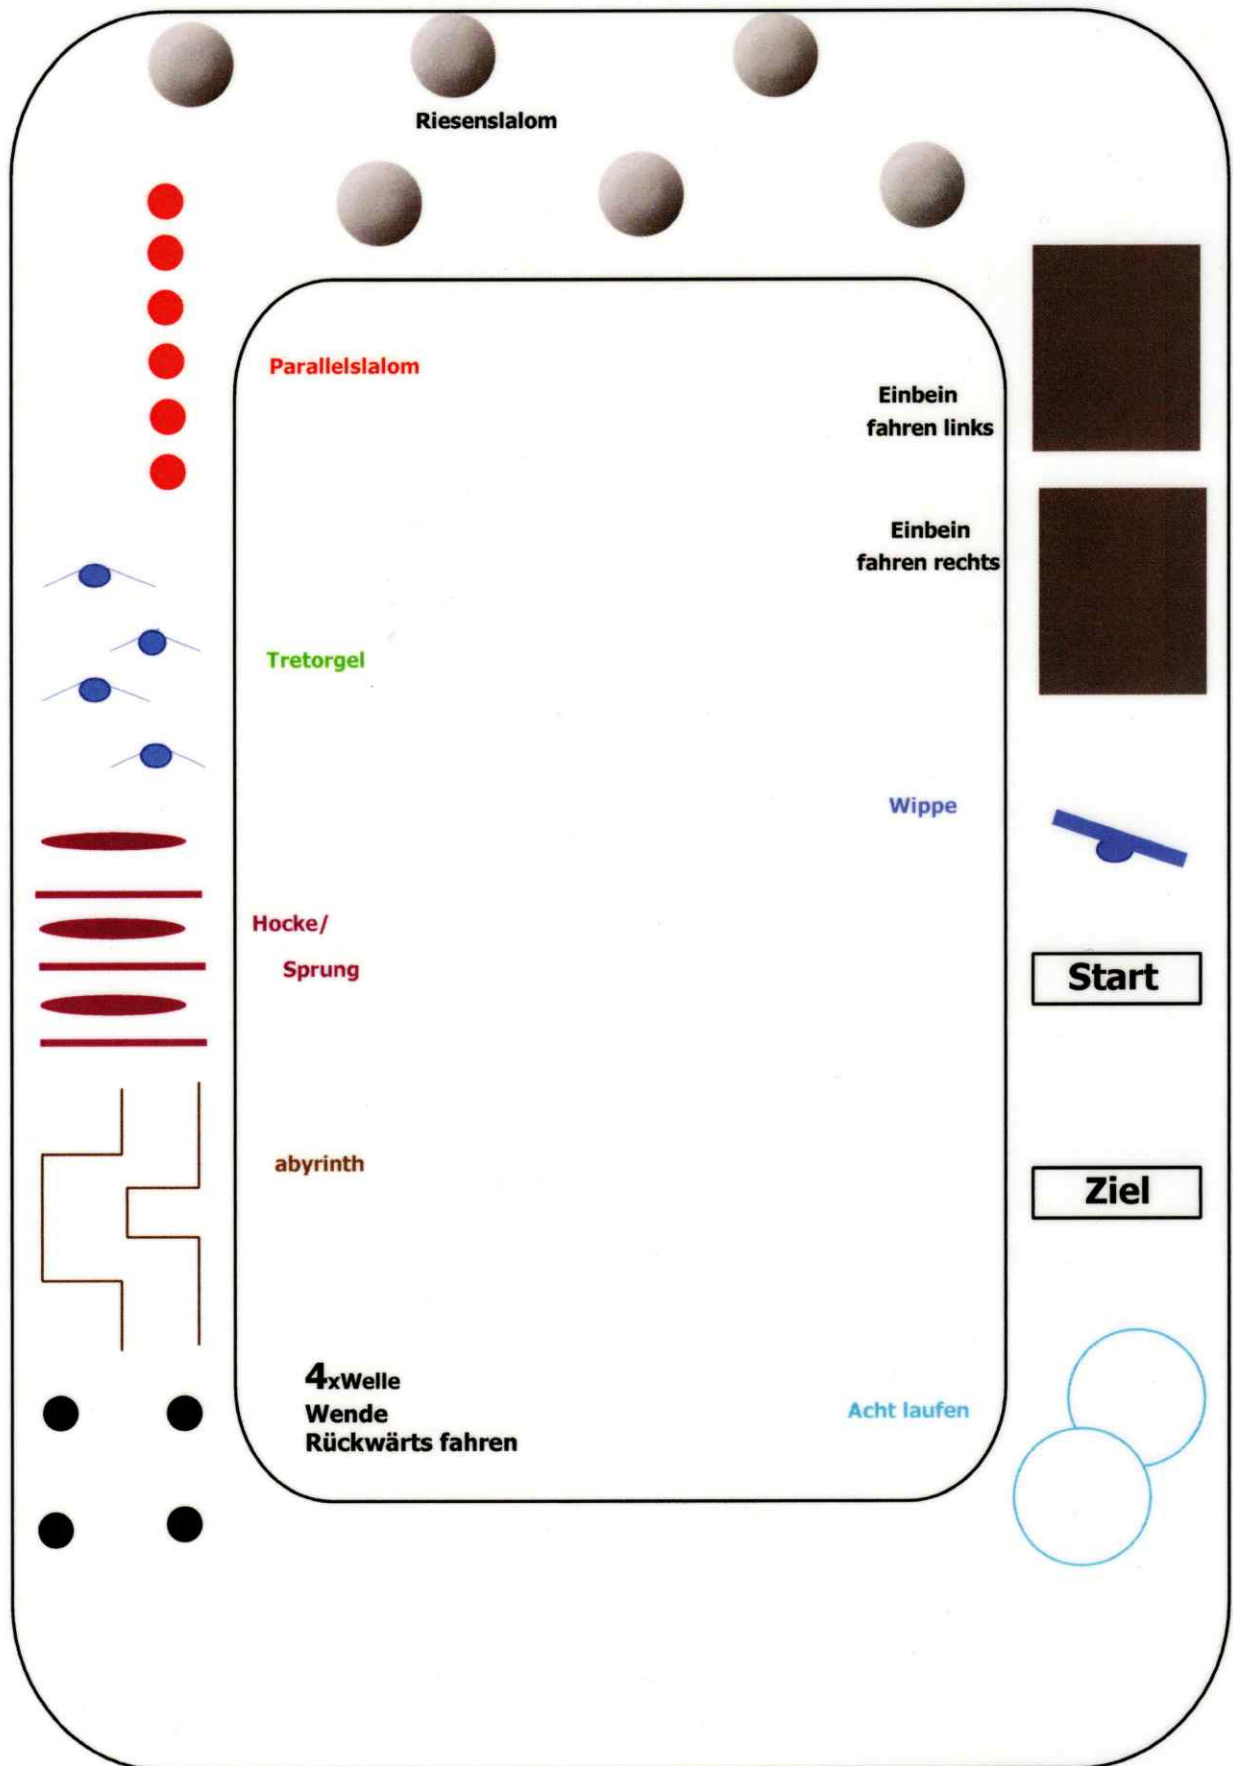 Riesenslalom
Parallelslalom
Einbein
fahren links
Einbein
fahren rechts
Tretorgel
Wippe
Hocke/
Sprung
Start
abyrinth
Ziel
4xWelle
Wende
Rückwärts fahren
Acht laufen